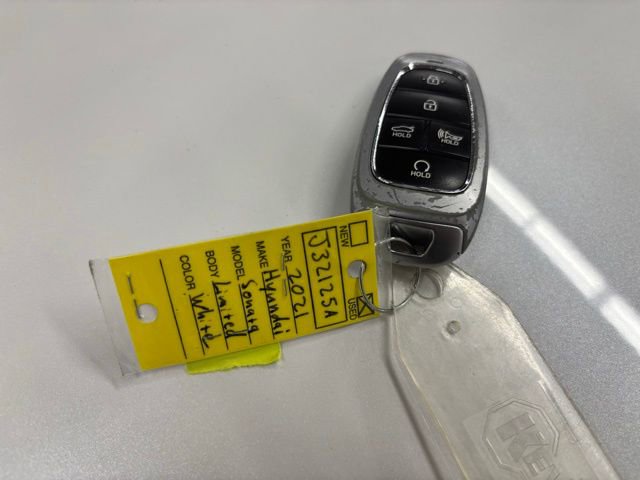 HOLD
HOLD
HOLD
NEW
USED
J32125A
YEAR 2021
MAKE Hyundai
MODEL Sonata
BODY Limited
COLOR White